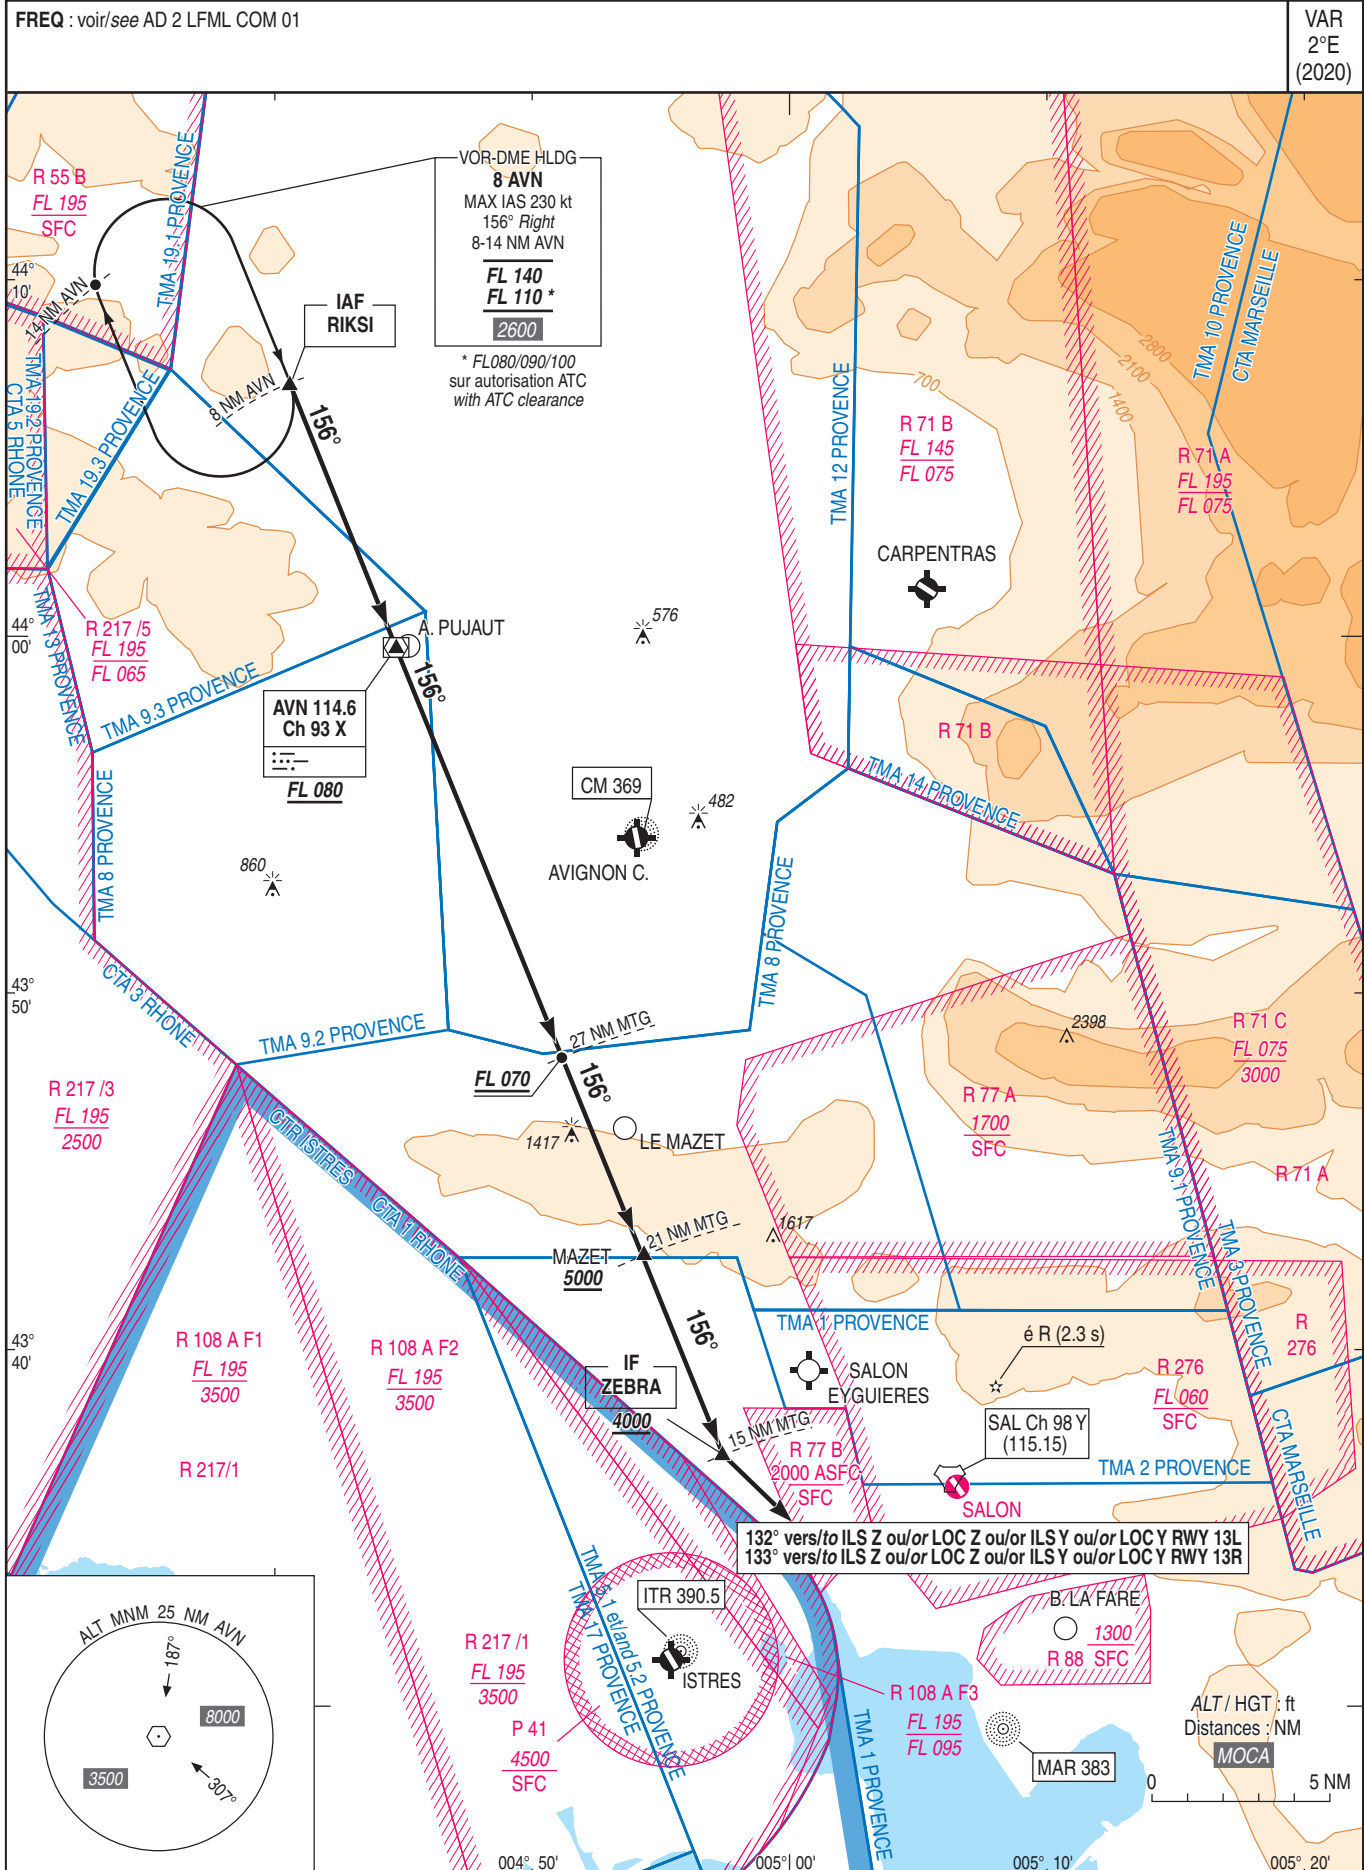 FREQ : voir/see AD 2 LFML COM 01
VAR
2°E
(2020)
VOR-DME HLDG
8 AVN
MAX IAS 230 kt
156° Right
8-14 NM AVN
FL 140
FL 110 *
2600
* FL080/090/100
sur autorisation ATC
with ATC clearance
R 55 B
FL 195
SFC
TMA 19.1 PROVENCE
44°
10'
14 NM AVN
IAF
RIKSI
8 NM AVN
156°
TMA 19.2 PROVENCE
CTA 5 RHONE
TMA 19.3 PROVENCE
TMA 10 PROVENCE
CTA MARSEILLE
2800
2100
1400
700
TMA 12 PROVENCE
R 71 B
FL 145
FL 075
R 71 A
FL 195
FL 075
CARPENTRAS
44°
00'
TMA 13 PROVENCE
R 217 /5
FL 195
FL 065
A. PUJAUT
576
156°
TMA 9.3 PROVENCE
AVN 114.6
Ch 93 X
FL 080
R 71 B
TMA 14 PROVENCE
CM 369
482
AVIGNON C.
860
TMA 8 PROVENCE
TMA 8 PROVENCE
CTA 3 RHONE
43°
50'
TMA 9.2 PROVENCE
27 NM MTG
FL 070
156°
2398
R 71 C
FL 075
3000
R 217 /3
FL 195
2500
R 77 A
1700
SFC
CTR ISTRES
CTA 1 RHONE
1417
LE MAZET
TMA 9.1 PROVENCE
R 71 A
1617
21 NM MTG
MAZET
5000
TMA 3 PROVENCE
156°
TMA 1 PROVENCE
é R (2.3 s)
R
276
43°
40'
R 108 A F1
FL 195
3500
R 108 A F2
FL 195
3500
IF
ZEBRA
4000
SALON
EYGUIERES
R 276
FL 060
SFC
15 NM MTG
SAL Ch 98 Y
(115.15)
R 77 B
2000 ASFC
SFC
TMA 2 PROVENCE
CTA MARSEILLE
R 217/1
SALON
132° vers/to ILS Z ou/or LOC Z ou/or ILS Y ou/or LOC Y RWY 13L
133° vers/to ILS Z ou/or LOC Z ou/or ILS Y ou/or LOC Y RWY 13R
TMA 5.1 et/and 5.2 PROVENCE
TMA 17 PROVENCE
ITR 390.5
ISTRES
B. LA FARE
1300
R 88 SFC
ALT MNM 25 NM AVN
187°
8000
3500
307°
R 217 /1
FL 195
3500
P 41
4500
SFC
R 108 A F3
FL 195
FL 095
TMA 1 PROVENCE
MAR 383
ALT / HGT : ft
Distances : NM
MOCA
0 5 NM
004° 50'
005° 00'
005° 10'
005° 20'